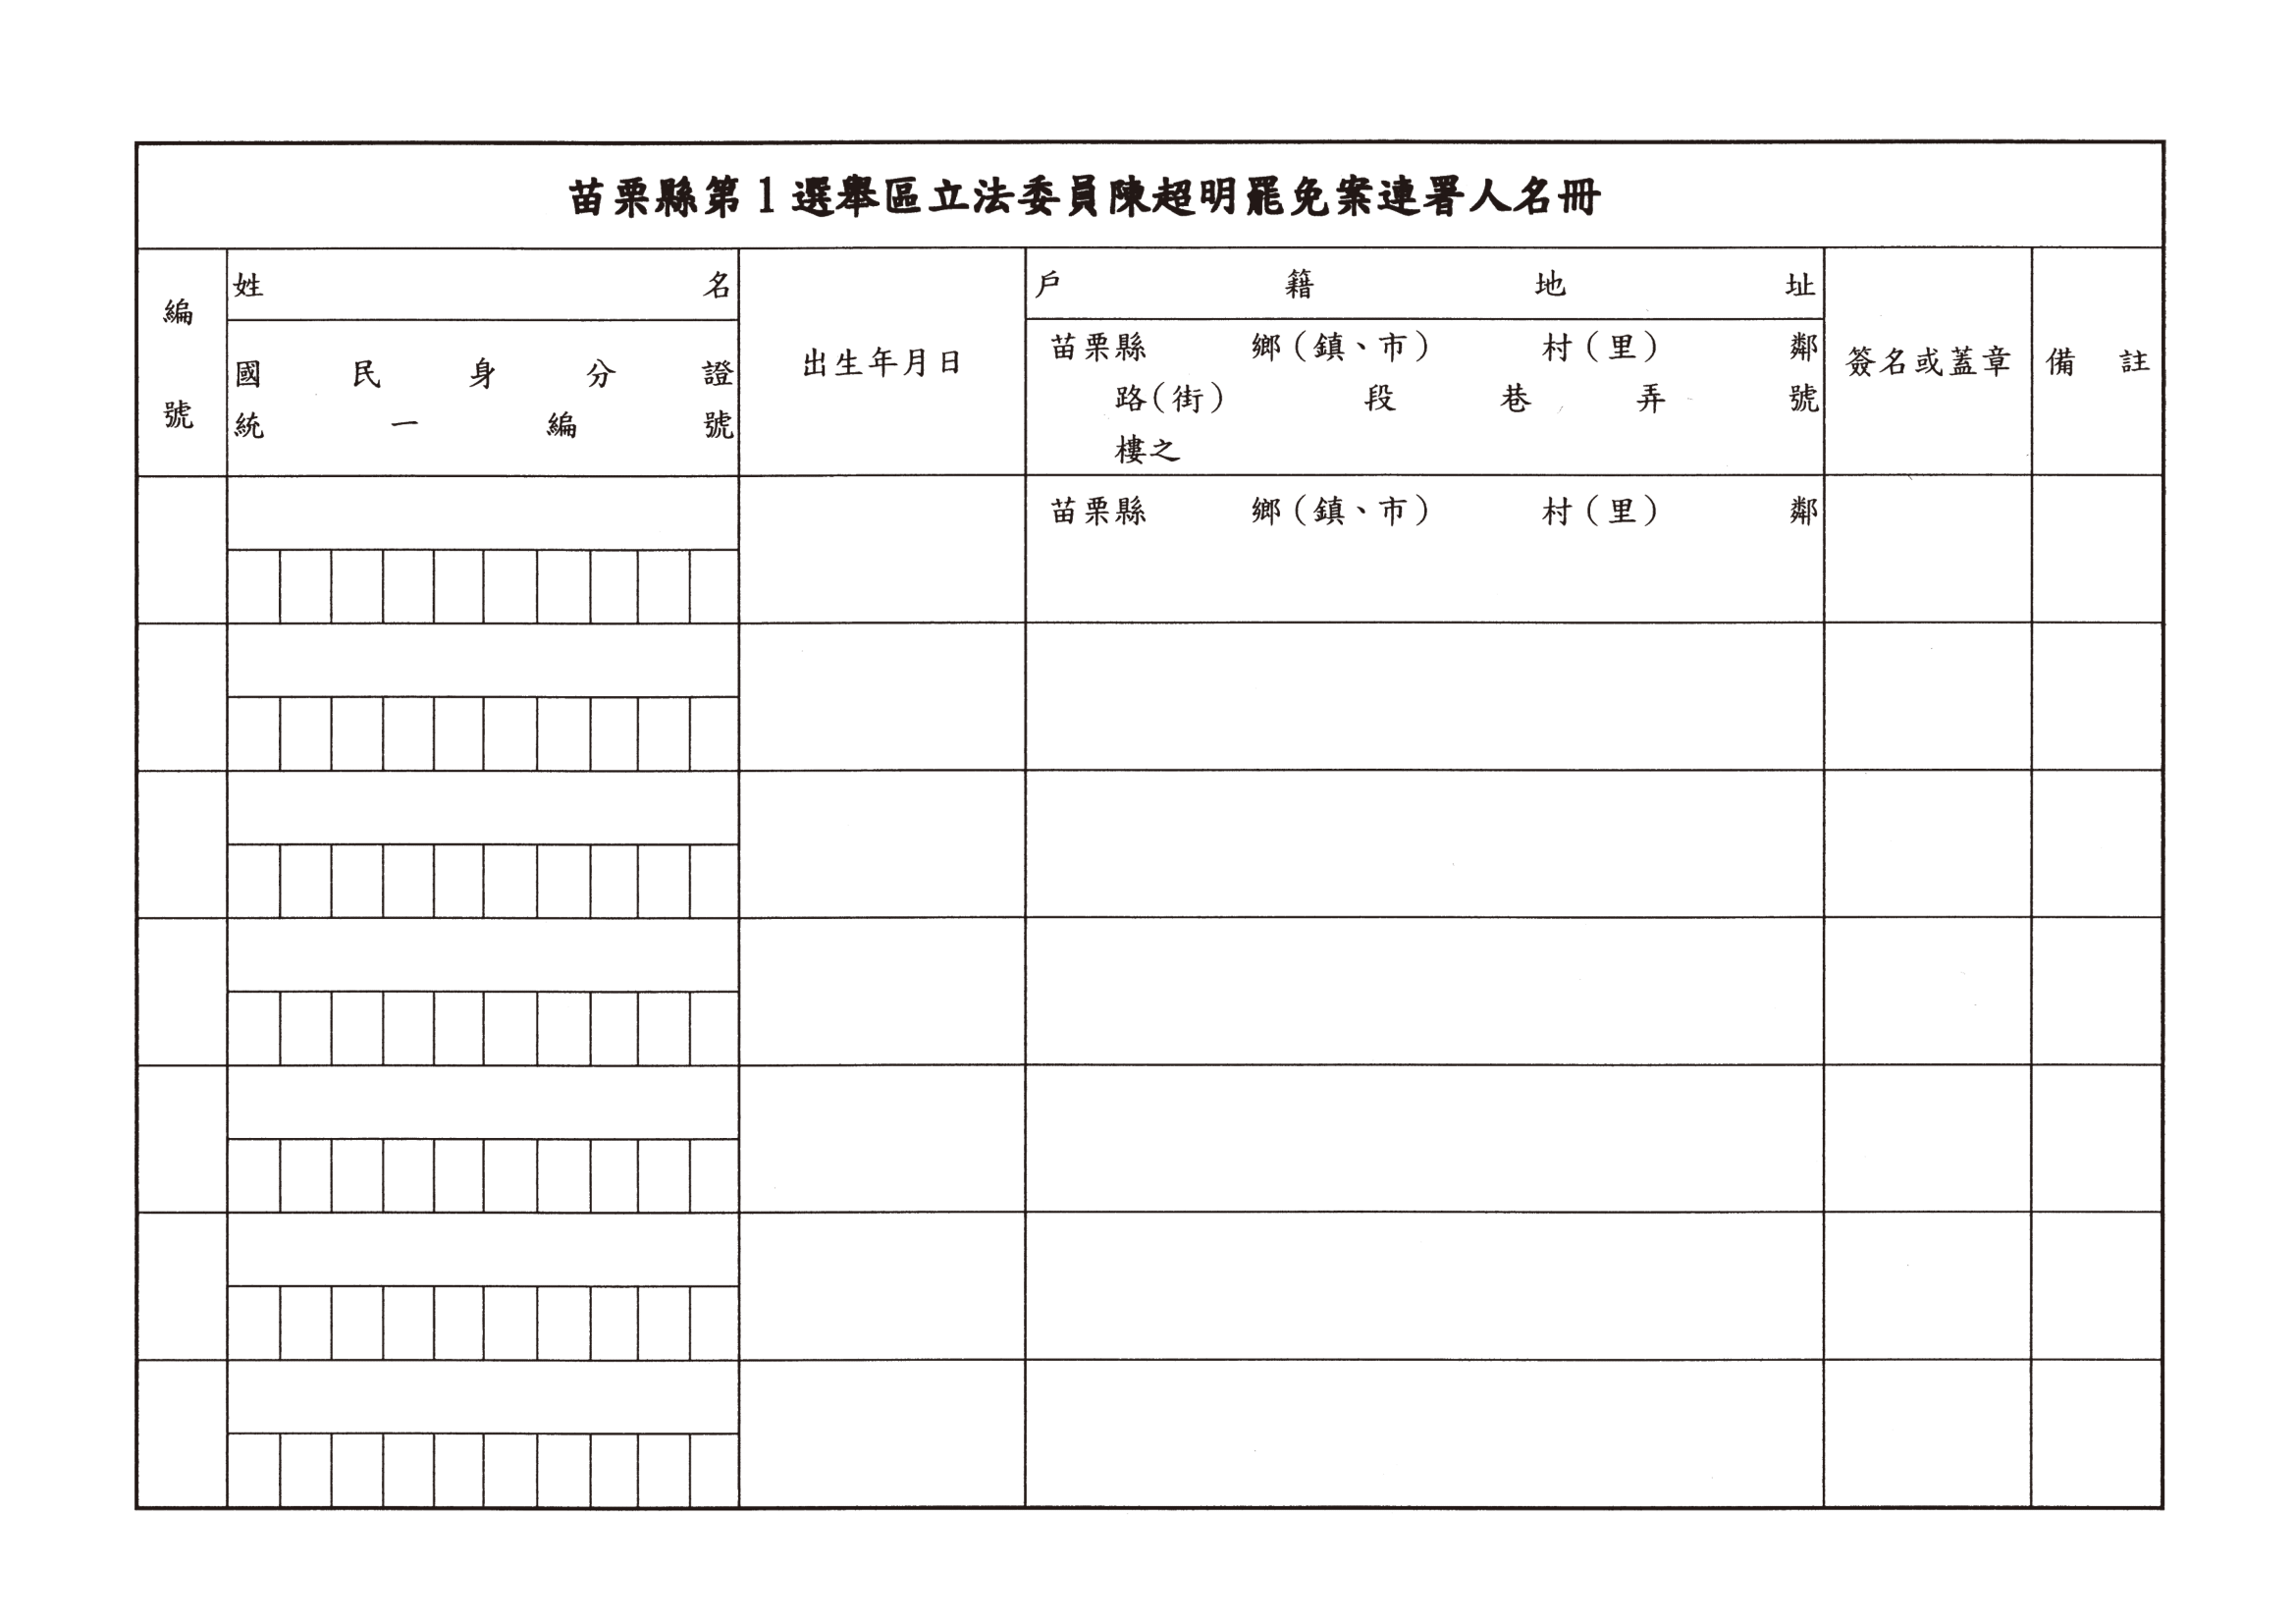 苗栗縣第1選舉區立法委員陳超明罷免案連署人名冊
編號
姓名
國民身分證
統一編號
出生年月日
戶籍地址
苗栗縣 鄉(鎮、市) 村(里) 鄰
路(街) 段 巷 弄 號
樓之
簽名或蓋章
備註
苗栗縣 鄉(鎮、市) 村(里) 鄰